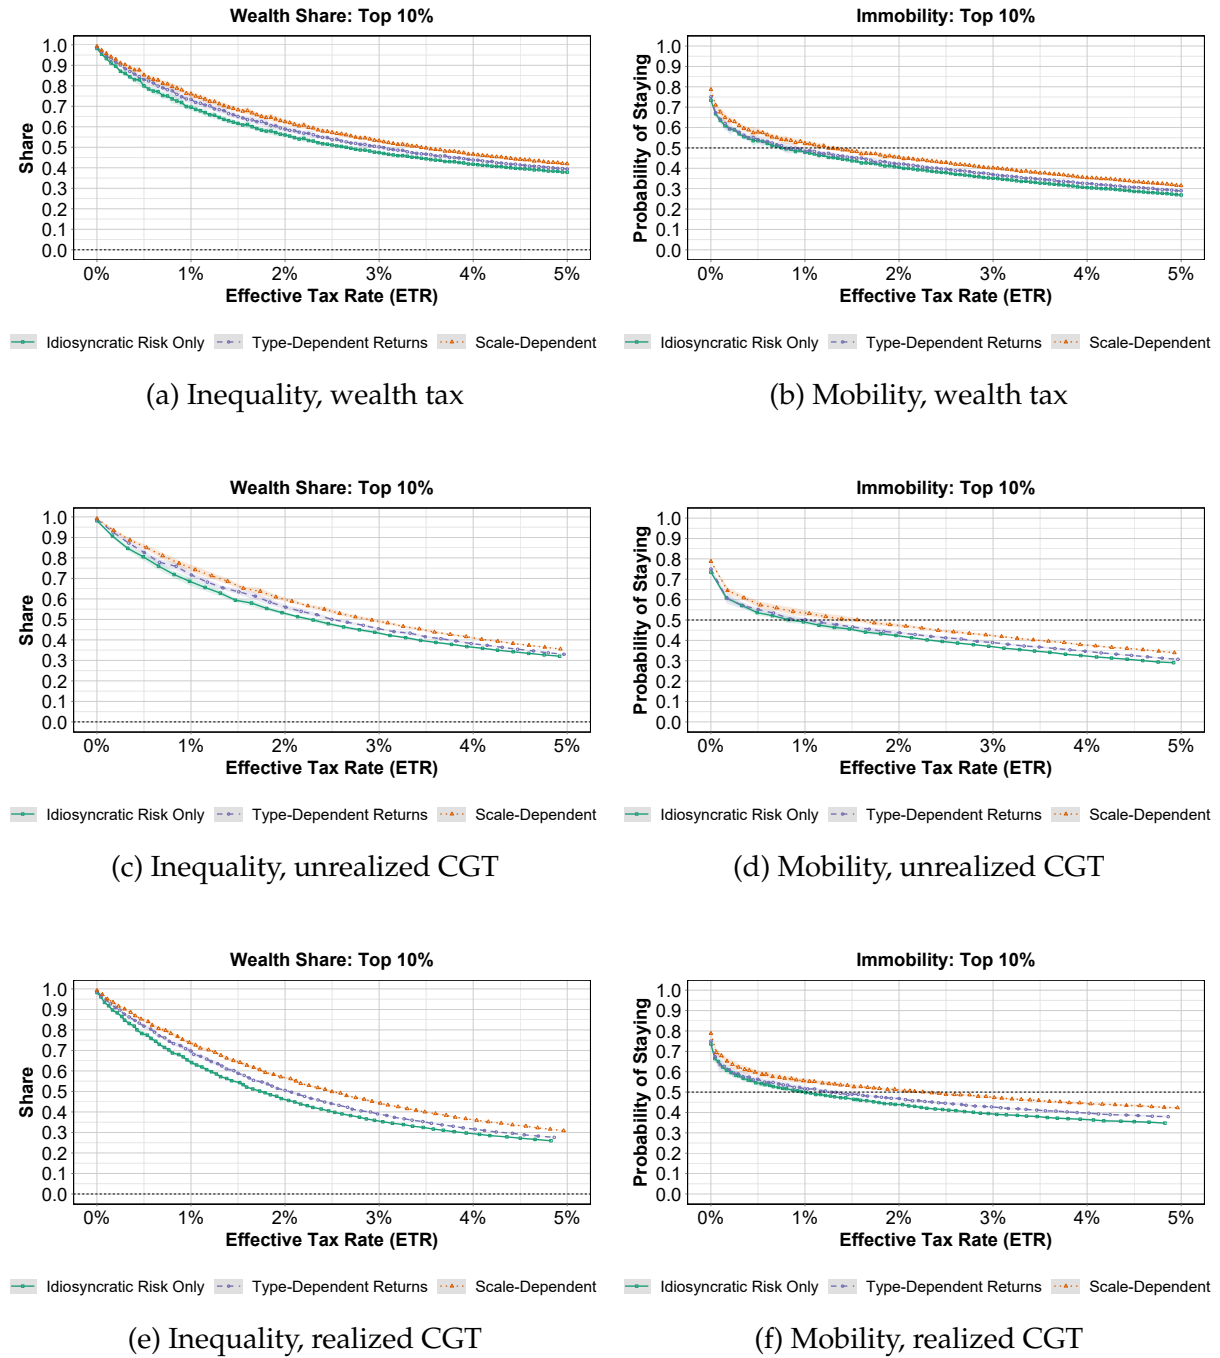 Wealth Share: Top 10%
Share
1.0
0.9
0.8
0.7
0.6
0.5
0.4
0.3
0.2
0.1
0.0
0% 1% 2% 3% 4% 5%
Effective Tax Rate (ETR)
Idiosyncratic Risk Only Type-Dependent Returns Scale-Dependent
(a) Inequality, wealth tax
Immobility: Top 10%
Probability of Staying
1.0
0.9
0.8
0.7
0.6
0.5
0.4
0.3
0.2
0.1
0.0
0% 1% 2% 3% 4% 5%
Effective Tax Rate (ETR)
Idiosyncratic Risk Only Type-Dependent Returns Scale-Dependent
(b) Mobility, wealth tax
Wealth Share: Top 10%
Share
1.0
0.9
0.8
0.7
0.6
0.5
0.4
0.3
0.2
0.1
0.0
0% 1% 2% 3% 4% 5%
Effective Tax Rate (ETR)
Idiosyncratic Risk Only Type-Dependent Returns Scale-Dependent
(c) Inequality, unrealized CGT
Immobility: Top 10%
Probability of Staying
1.0
0.9
0.8
0.7
0.6
0.5
0.4
0.3
0.2
0.1
0.0
0% 1% 2% 3% 4% 5%
Effective Tax Rate (ETR)
Idiosyncratic Risk Only Type-Dependent Returns Scale-Dependent
(d) Mobility, unrealized CGT
Wealth Share: Top 10%
Share
1.0
0.9
0.8
0.7
0.6
0.5
0.4
0.3
0.2
0.1
0.0
0% 1% 2% 3% 4% 5%
Effective Tax Rate (ETR)
Idiosyncratic Risk Only Type-Dependent Returns Scale-Dependent
(e) Inequality, realized CGT
Immobility: Top 10%
Probability of Staying
1.0
0.9
0.8
0.7
0.6
0.5
0.4
0.3
0.2
0.1
0.0
0% 1% 2% 3% 4% 5%
Effective Tax Rate (ETR)
Idiosyncratic Risk Only Type-Dependent Returns Scale-Dependent
(f) Mobility, realized CGT